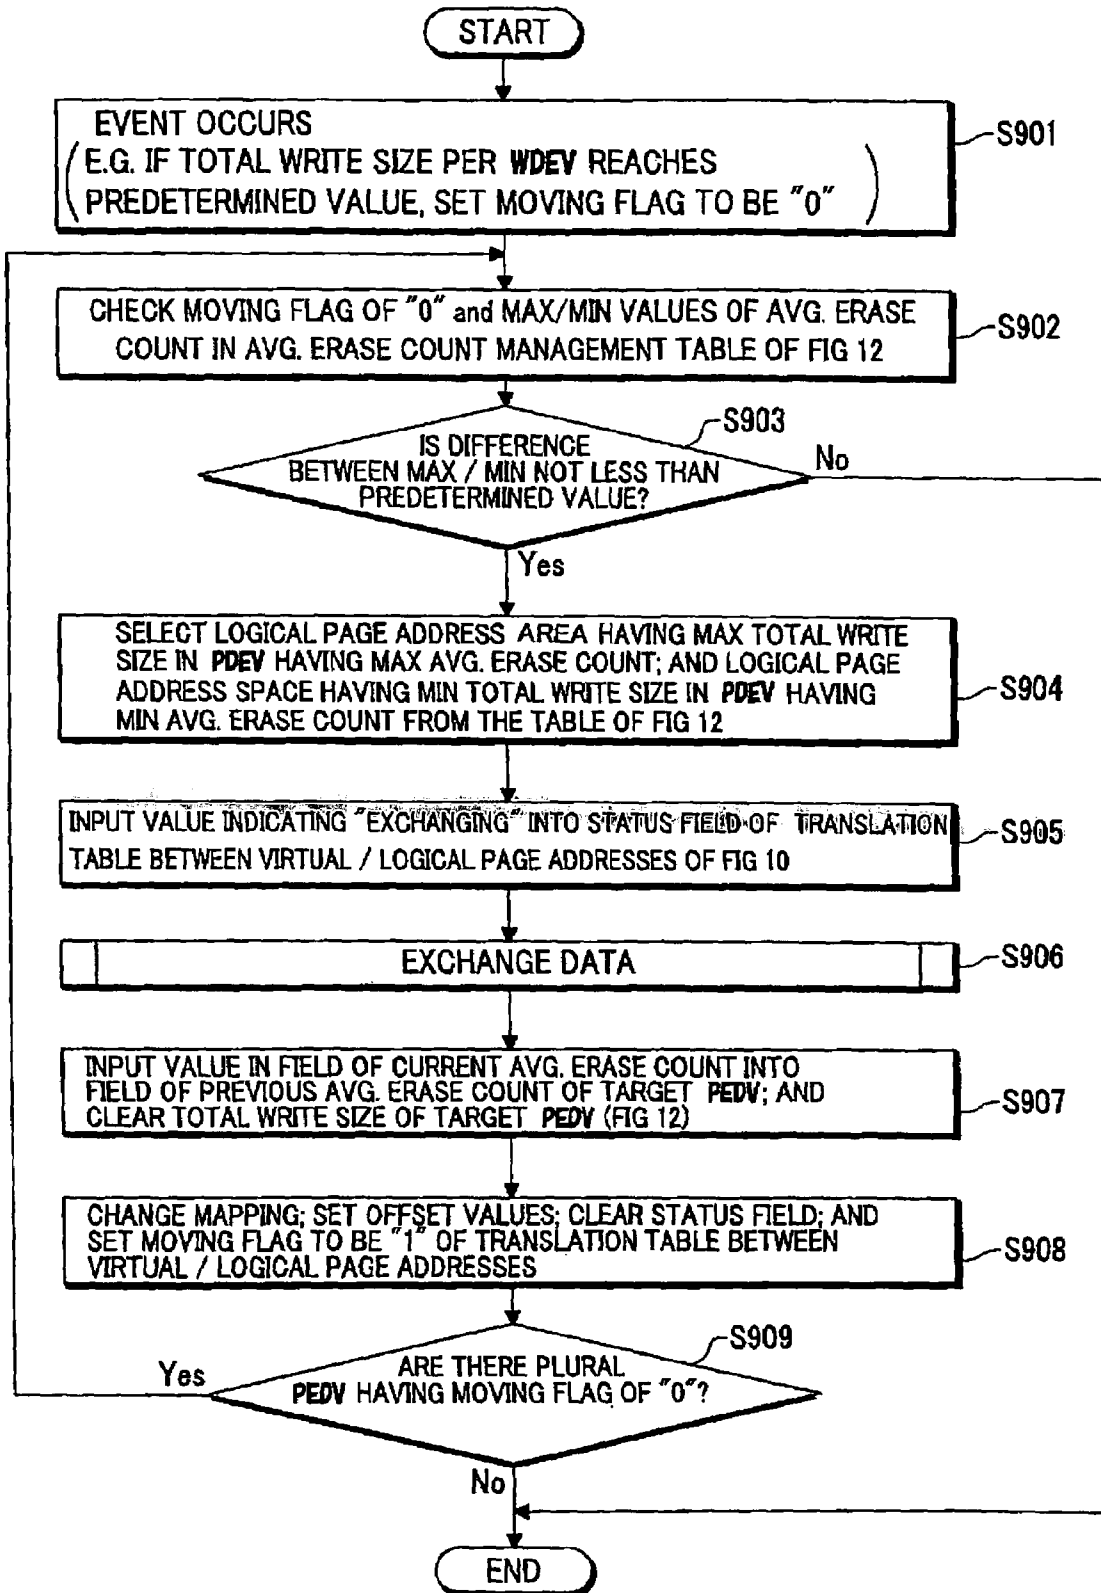 START
EVENT OCCURS
E.G. IF TOTAL WRITE SIZE PER WDEV REACHES
PREDETERMINED VALUE, SET MOVING FLAG TO BE "0"
S901
CHECK MOVING FLAG OF "0" and MAX/MIN VALUES OF AVG. ERASE
COUNT IN AVG. ERASE COUNT MANAGEMENT TABLE OF FIG 12
S902
S903
IS DIFFERENCE
BETWEEN MAX / MIN NOT LESS THAN
PREDETERMINED VALUE?
No
Yes
SELECT LOGICAL PAGE ADDRESS AREA HAVING MAX TOTAL WRITE
SIZE IN PDEV HAVING MAX AVG. ERASE COUNT; AND LOGICAL PAGE
ADDRESS SPACE HAVING MIN TOTAL WRITE SIZE IN PDEV HAVING
MIN AVG. ERASE COUNT FROM THE TABLE OF FIG 12
S904
INPUT VALUE INDICATING "EXCHANGING" INTO STATUS FIELD OF TRANSLATION
TABLE BETWEEN VIRTUAL / LOGICAL PAGE ADDRESSES OF FIG 10
S905
EXCHANGE DATA
S906
INPUT VALUE IN FIELD OF CURRENT AVG. ERASE COUNT INTO
FIELD OF PREVIOUS AVG. ERASE COUNT OF TARGET PEDV; AND
CLEAR TOTAL WRITE SIZE OF TARGET PEDV (FIG 12)
S907
CHANGE MAPPING; SET OFFSET VALUES; CLEAR STATUS FIELD; AND
SET MOVING FLAG TO BE "1" OF TRANSLATION TABLE BETWEEN
VIRTUAL / LOGICAL PAGE ADDRESSES
S908
S909
Yes
ARE THERE PLURAL
PEDV HAVING MOVING FLAG OF "0"?
No
END